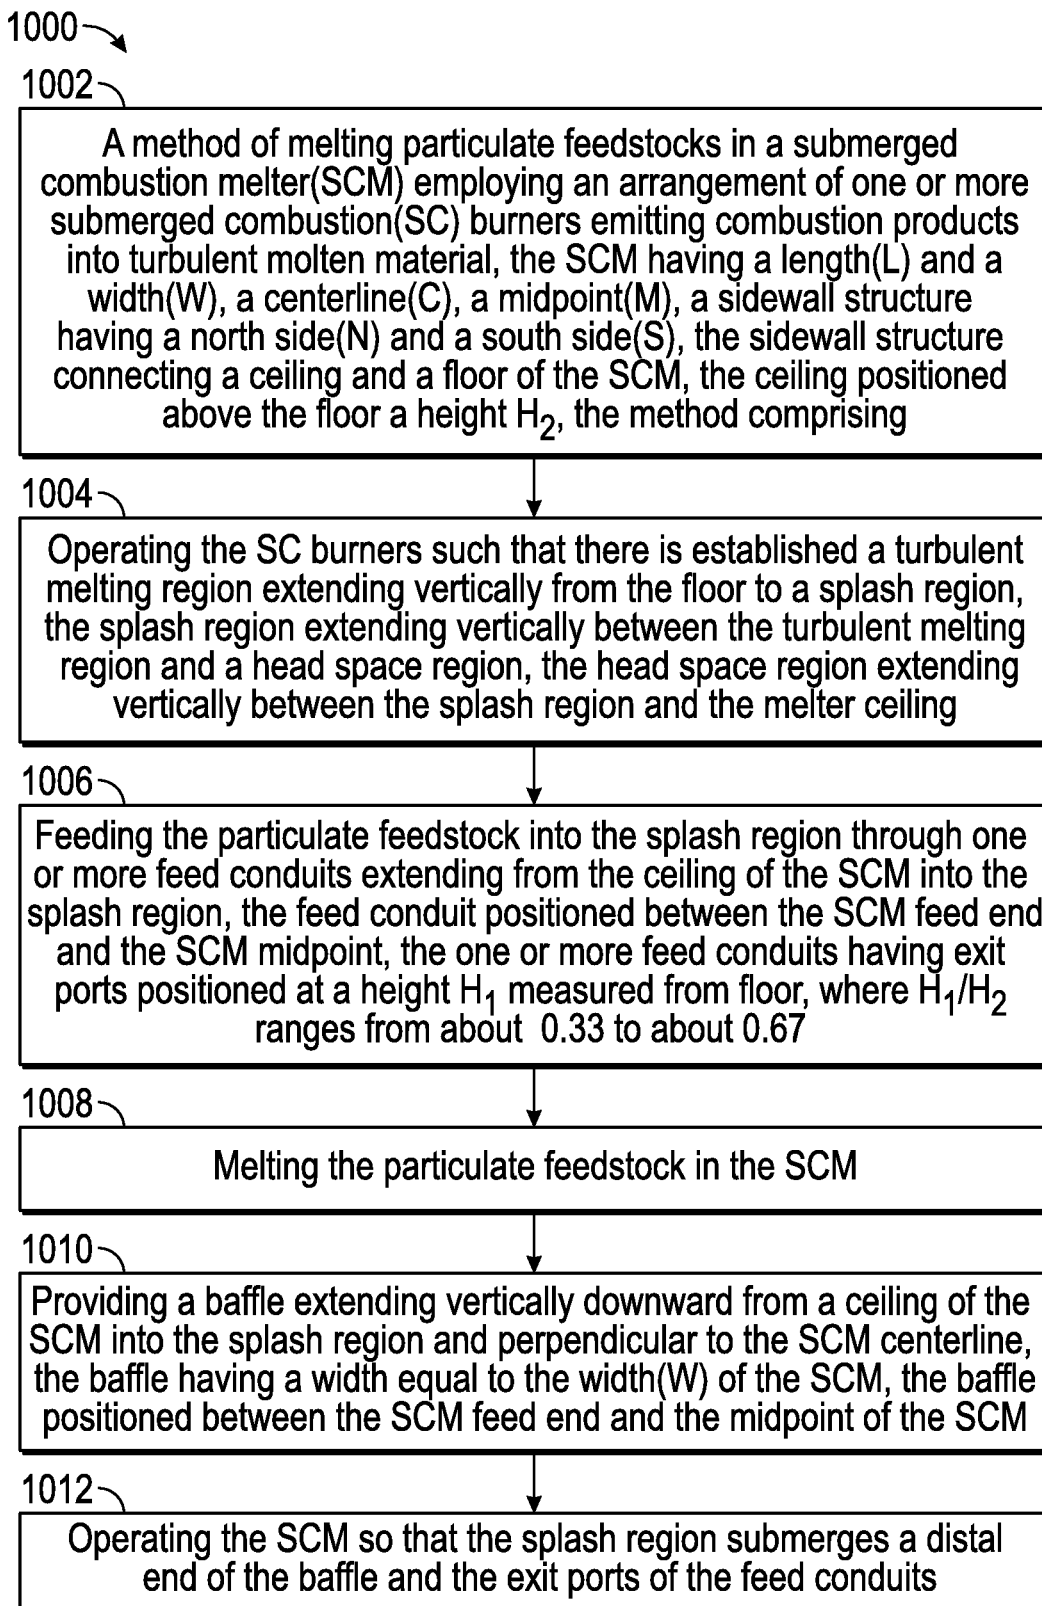 1000
1002
A method of melting particulate feedstocks in a submerged
combustion melter(SCM) employing an arrangement of one or more
submerged combustion(SC) burners emitting combustion products
into turbulent molten material, the SCM having a length(L) and a
width(W), a centerline(C), a midpoint(M), a sidewall structure
having a north side(N) and a south side(S), the sidewall structure
connecting a ceiling and a floor of the SCM, the ceiling positioned
above the floor a height H₂, the method comprising
1004
Operating the SC burners such that there is established a turbulent
melting region extending vertically from the floor to a splash region,
the splash region extending vertically between the turbulent melting
region and a head space region, the head space region extending
vertically between the splash region and the melter ceiling
1006
Feeding the particulate feedstock into the splash region through one
or more feed conduits extending from the ceiling of the SCM into the
splash region, the feed conduit positioned between the SCM feed end
and the SCM midpoint, the one or more feed conduits having exit
ports positioned at a height H₁ measured from floor, where H₁/H₂
ranges from about 0.33 to about 0.67
1008
Melting the particulate feedstock in the SCM
1010
Providing a baffle extending vertically downward from a ceiling of the
SCM into the splash region and perpendicular to the SCM centerline,
the baffle having a width equal to the width(W) of the SCM, the baffle
positioned between the SCM feed end and the midpoint of the SCM
1012
Operating the SCM so that the splash region submerges a distal
end of the baffle and the exit ports of the feed conduits